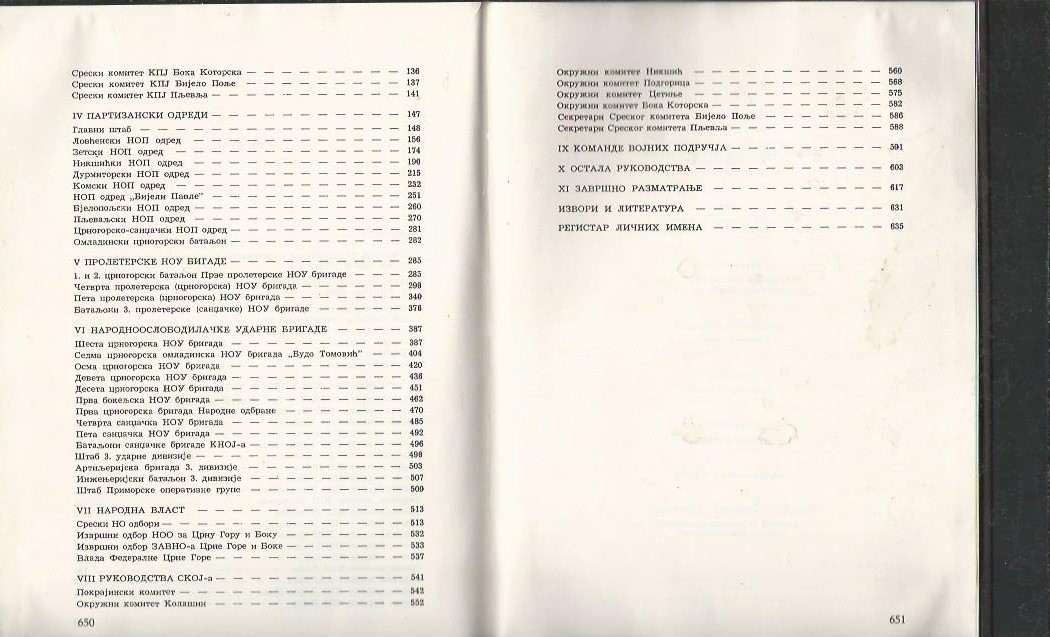 Срески комитет КПЈ Бока Которска — — — — — — — — — 136
Срески комитет КПЈ Бијело Поље — — — — — — — — — 137
Срески комитет КПЈ Пљевља — — — — — — — — — — 141
IV ПАРТИЗАНСКИ ОДРЕДИ — — — — — — — — — — 147
Главни штаб — — — — — — — — — — — — — 148
Ловћенски НОП одред — — — — — — — — — — — 156
Зетски НОП одред — — — — — — — — — — — — 174
Никшићки НОП одред — — — — — — — — — — — 190
Дурмиторски НОП одред — — — — — — — — — — — 215
Комски НОП одред — — — — — — — — — — — — 232
НОП одред „Бијели Павле” — — — — — — — — — — 251
Бјелопољски НОП одред — — — — — — — — — — — 260
Пљеваљски НОП одред — — — — — — — — — — — 270
Црногорско-санџачки НОП одред — — — — — — — — — 281
Омладински црногорски батаљон — — — — — — — — — 282
V ПРОЛЕТЕРСКЕ НОУ БИГАДЕ — — — — — — — — — 285
1. и 2. црногорски батаљон Прве пролетерске НОУ бригаде — — — 285
Четврта пролетерска (црногорска) НОУ бригада — — — — — — 298
Пета пролетерска (црногорска) НОУ бригада — — — — — — — 340
Батаљони 3. пролетерске (санџачке) НОУ бригаде — — — — — 376
VI НАРОДНООСЛОБОДИЛАЧКЕ УДАРНЕ БРИГАДЕ — — — — 387
Шеста црногорска НОУ бригада — — — — — — — — — — 387
Седма црногорска омладинска НОУ бригада „Будо Томовић” — — 404
Осма црногорска НОУ бригада — — — — — — — — — — 420
Девета црногорска НОУ бригада — — — — — — — — — — 436
Десета црногорска НОУ бригада — — — — — — — — — — 451
Прва бокељска НОУ бригада — — — — — — — — — — 462
Прва црногорска бригада Народне одбране — — — — — — — 470
Четврта санџачка НОУ бригада — — — — — — — — — — 485
Пета санџачка НОУ бригада — — — — — — — — — — 492
Батаљони санџачке бригаде КНОЈ-а — — — — — — — — — 496
Штаб 3. ударне дивизије — — — — — — — — — — — 498
Артиљеријска бригада 3. дивизије — — — — — — — — — 503
Инжењеријски батаљон 3. дивизије — — — — — — — — — 507
Штаб Приморске оперативне групе — — — — — — — — — 509
VII НАРОДНА ВЛАСТ — — — — — — — — — — — 513
Срески НО одбори — — — — — — — — — — — — — 513
Извршни одбор НОО за Црну Гору и Боку — — — — — — — 532
Извршни одбор ЗАВНО-а Црне Горе и Боке — — — — — — — 533
Влада Федералне Црне Горе — — — — — — — — — — 537
VIII РУКОВОДСТВА СКОЈ-а — — — — — — — — — — 541
Покрајински комитет — — — — — — — — — — — — 542
Окружни комитет Колашин — — — — — — — — — — — 552
650
Окружни комитет Никшић — — — — — — — — — — — 560
Окружни комитет Подгорица — — — — — — — — — — 568
Окружни комитет Цетиње — — — — — — — — — — — 575
Окружни комитет Бока Которска — — — — — — — — — 582
Секретари Среског комитета Бијело Поље — — — — — — — 586
Секретари Среског комитета Пљевља — — — — — — — — 588
IX КОМАНДЕ ВОЈНИХ ПОДРУЧЈА — — — — — — — — 591
X ОСТАЛА РУКОВОДСТВА — — — — — — — — — — 603
XI ЗАВРШНО РАЗМАТРАЊЕ — — — — — — — — — 617
ИЗВОРИ И ЛИТЕРАТУРА — — — — — — — — — — 631
РЕГИСТАР ЛИЧНИХ ИМЕНА — — — — — — — — — 635
651